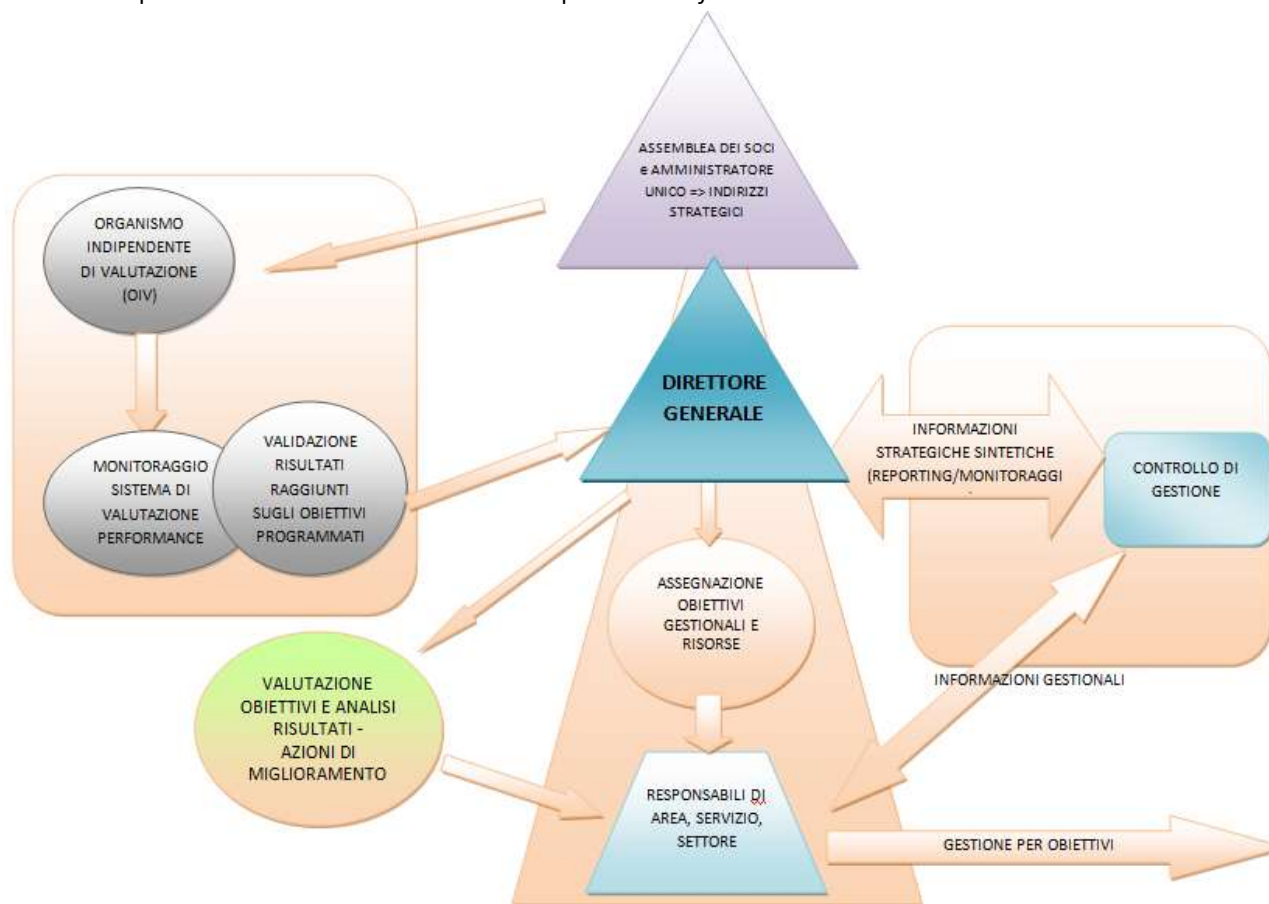 ASSEMBLEA DEI SOCI
e AMMINISTRATORE
UNICO => INDIRIZZI
STRATEGICI
ORGANISMO
INDIPENDENTE
DI VALUTAZIONE
(OIV)
DIRETTORE
GENERALE
MONITORAGGIO
SISTEMA DI
VALUTAZIONE
PERFORMANCE
VALIDAZIONE
RISULTATI
RAGGIUNTI
SUGLI OBIETTIVI
PROGRAMMATI
INFORMAZIONI
STRATEGICHE SINTETICHE
(REPORTING/MONITORAGGI
CONTROLLO DI
GESTIONE
ASSEGNAZIONE
OBIETTIVI
GESTIONALI E
RISORSE
INFORMAZIONI GESTIONALI
VALUTAZIONE
OBIETTIVI E ANALISI
RISULTATI -
AZIONI DI
MIGLIORAMENTO
RESPONSABILI DI
AREA, SERVIZIO,
SETTORE
GESTIONE PER OBIETTIVI